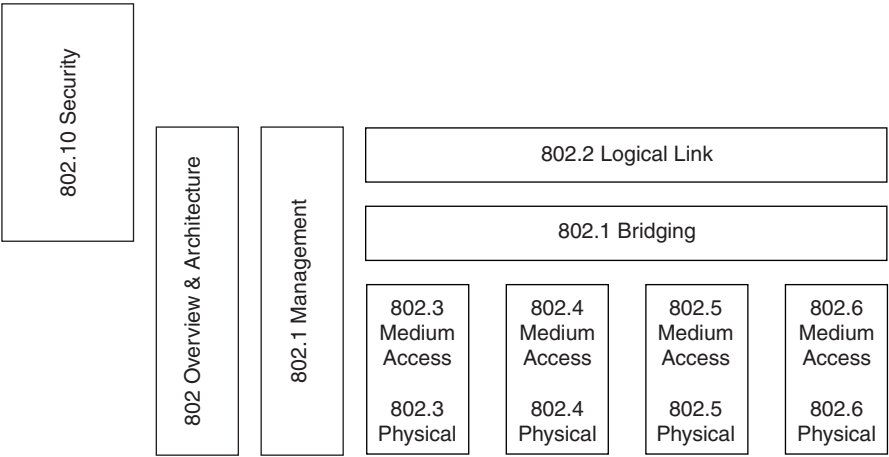 802.10 Security
802 Overview & Architecture
802.1 Management
802.2 Logical Link
802.1 Bridging
802.3
Medium
Access
802.3
Physical
802.4
Medium
Access
802.4
Physical
802.5
Medium
Access
802.5
Physical
802.6
Medium
Access
802.6
Physical